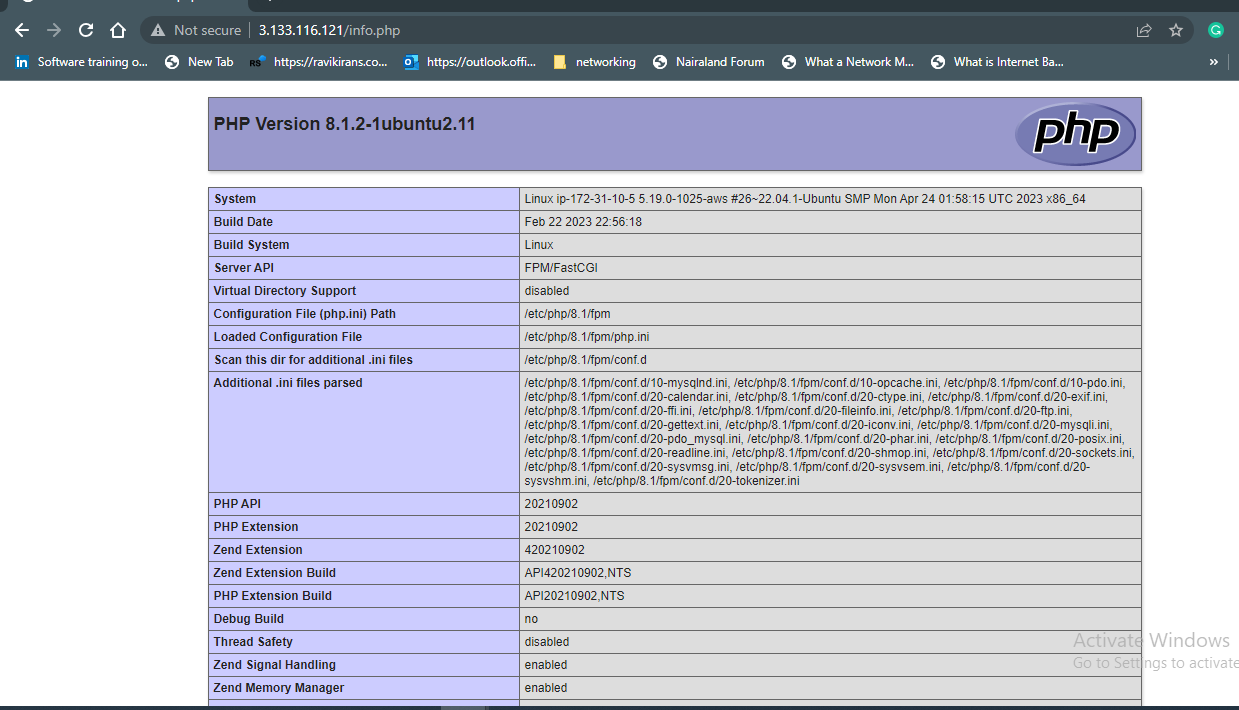 Not secure | 3.133.116.121/info.php
in Software training o... New Tab RS https://ravikirans.co... https://outlook.offi... networking Nairaland Forum What a Network M... What is Internet Ba... »
PHP Version 8.1.2-1ubuntu2.11
php
System Linux ip-172-31-10-5 5.19.0-1025-aws #26~22.04.1-Ubuntu SMP Mon Apr 24 01:58:15 UTC 2023 x86_64
Build Date Feb 22 2023 22:56:18
Build System Linux
Server API FPM/FastCGI
Virtual Directory Support disabled
Configuration File (php.ini) Path /etc/php/8.1/fpm
Loaded Configuration File /etc/php/8.1/fpm/php.ini
Scan this dir for additional .ini files /etc/php/8.1/fpm/conf.d
Additional .ini files parsed /etc/php/8.1/fpm/conf.d/10-mysqlnd.ini, /etc/php/8.1/fpm/conf.d/10-opcache.ini, /etc/php/8.1/fpm/conf.d/10-pdo.ini,
/etc/php/8.1/fpm/conf.d/20-calendar.ini, /etc/php/8.1/fpm/conf.d/20-ctype.ini, /etc/php/8.1/fpm/conf.d/20-exif.ini,
/etc/php/8.1/fpm/conf.d/20-ffi.ini, /etc/php/8.1/fpm/conf.d/20-fileinfo.ini, /etc/php/8.1/fpm/conf.d/20-ftp.ini,
/etc/php/8.1/fpm/conf.d/20-gettext.ini, /etc/php/8.1/fpm/conf.d/20-iconv.ini, /etc/php/8.1/fpm/conf.d/20-mysqli.ini,
/etc/php/8.1/fpm/conf.d/20-pdo_mysql.ini, /etc/php/8.1/fpm/conf.d/20-phar.ini, /etc/php/8.1/fpm/conf.d/20-posix.ini,
/etc/php/8.1/fpm/conf.d/20-readline.ini, /etc/php/8.1/fpm/conf.d/20-shmop.ini, /etc/php/8.1/fpm/conf.d/20-sockets.ini,
/etc/php/8.1/fpm/conf.d/20-sysvmsg.ini, /etc/php/8.1/fpm/conf.d/20-sysvsem.ini, /etc/php/8.1/fpm/conf.d/20-
sysvshm.ini, /etc/php/8.1/fpm/conf.d/20-tokenizer.ini
PHP API 20210902
PHP Extension 20210902
Zend Extension 420210902
Zend Extension Build API420210902,NTS
PHP Extension Build API20210902,NTS
Debug Build no
Thread Safety disabled
Zend Signal Handling enabled
Zend Memory Manager enabled
Activate Windows
Go to Settings to activate